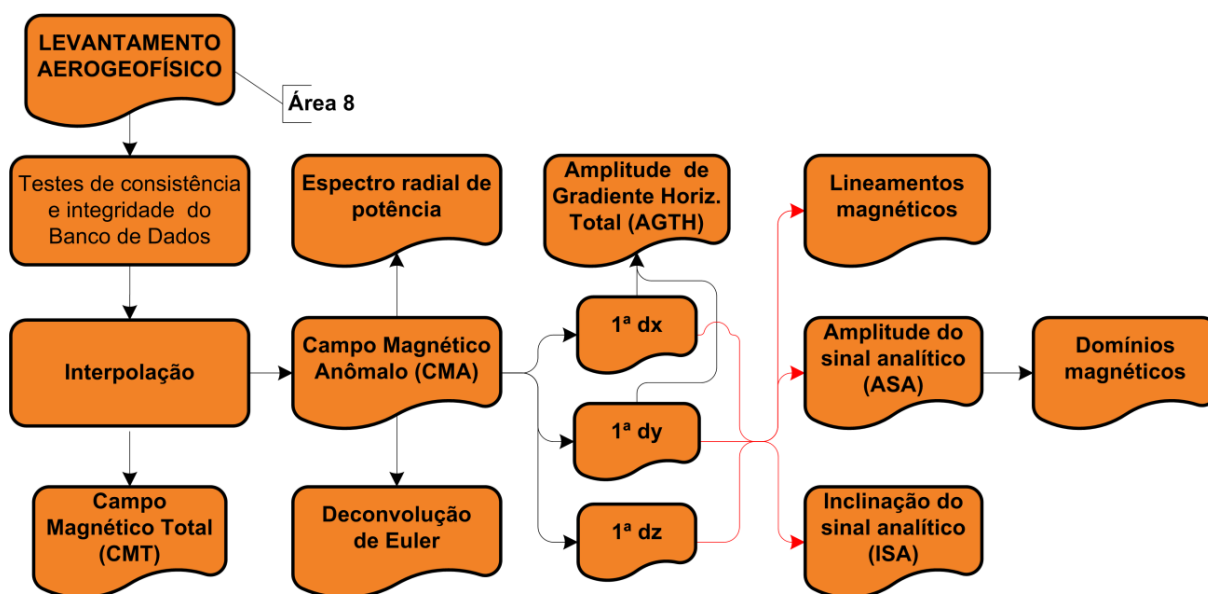 LEVANTAMENTO
AEROGEOFÍSICO
Área 8
Testes de consistência
e integridade do
Banco de Dados
Espectro radial de
potência
Amplitude de
Gradiente Horiz.
Total (AGTH)
Lineamentos
magnéticos
Interpolação
Campo Magnético
Anômalo (CMA)
1ª dx
1ª dy
1ª dz
Amplitude do
sinal analítico
(ASA)
Domínios
magnéticos
Campo
Magnético Total
(CMT)
Deconvolução
de Euler
Inclinação do
sinal analítico
(ISA)